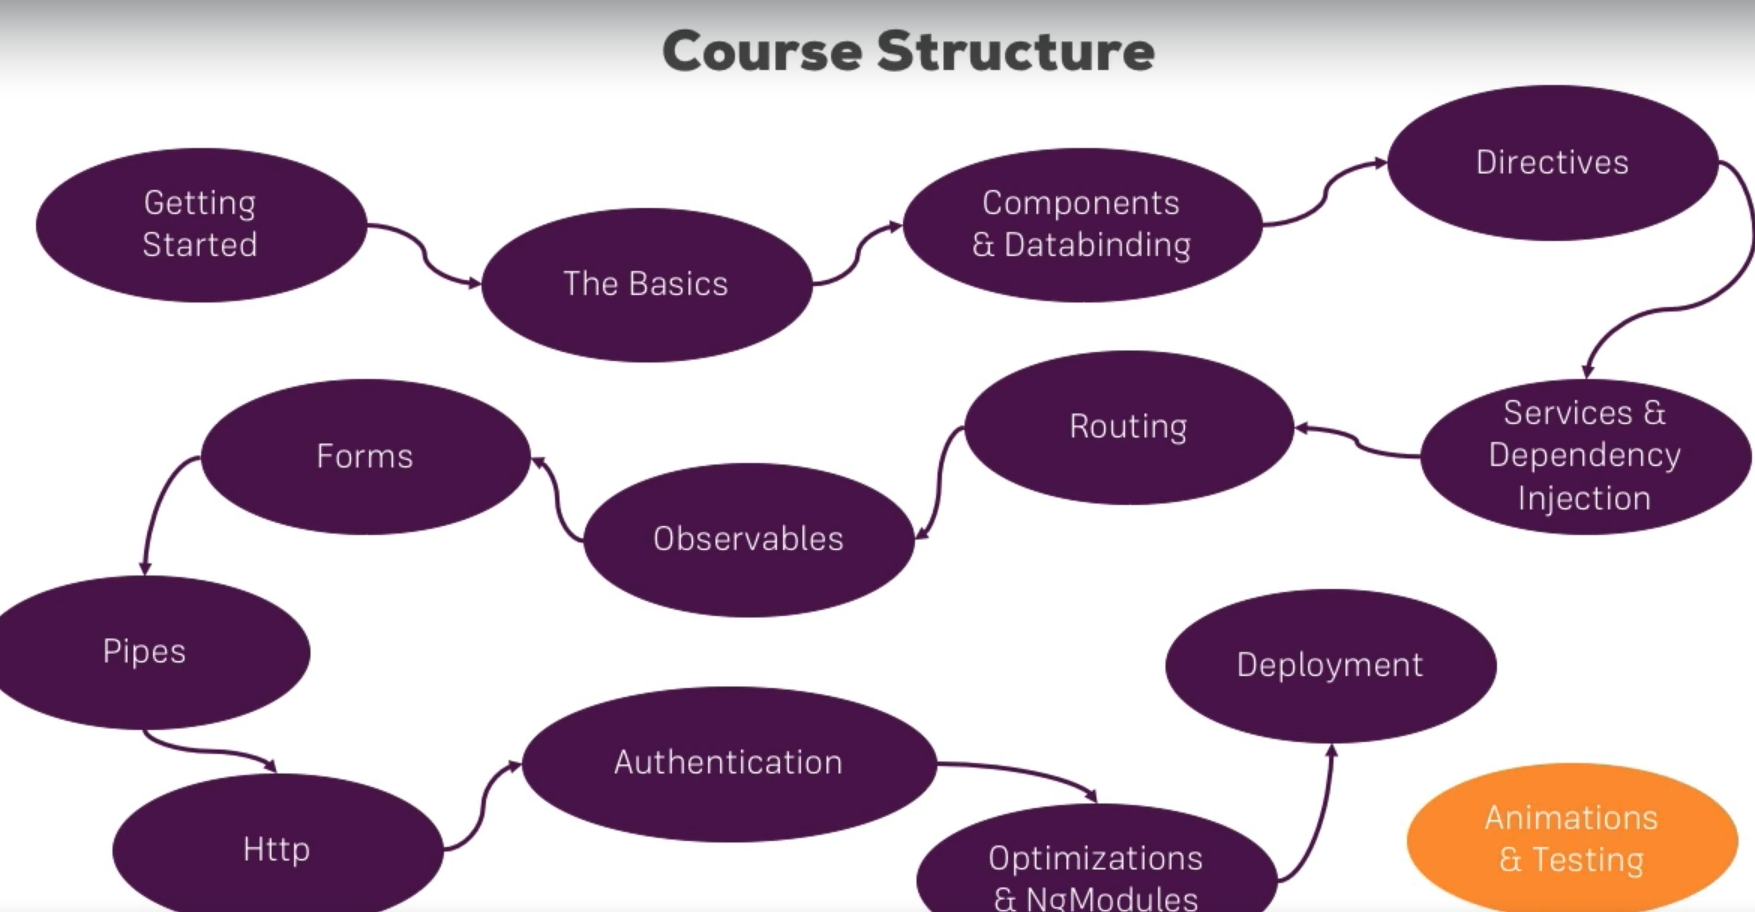 Course Structure
Getting
Started
The Basics
Components
& Databinding
Directives
Services &
Dependency
Injection
Routing
Observables
Forms
Pipes
Http
Authentication
Optimizations
& NgModules
Deployment
Animations
& Testing